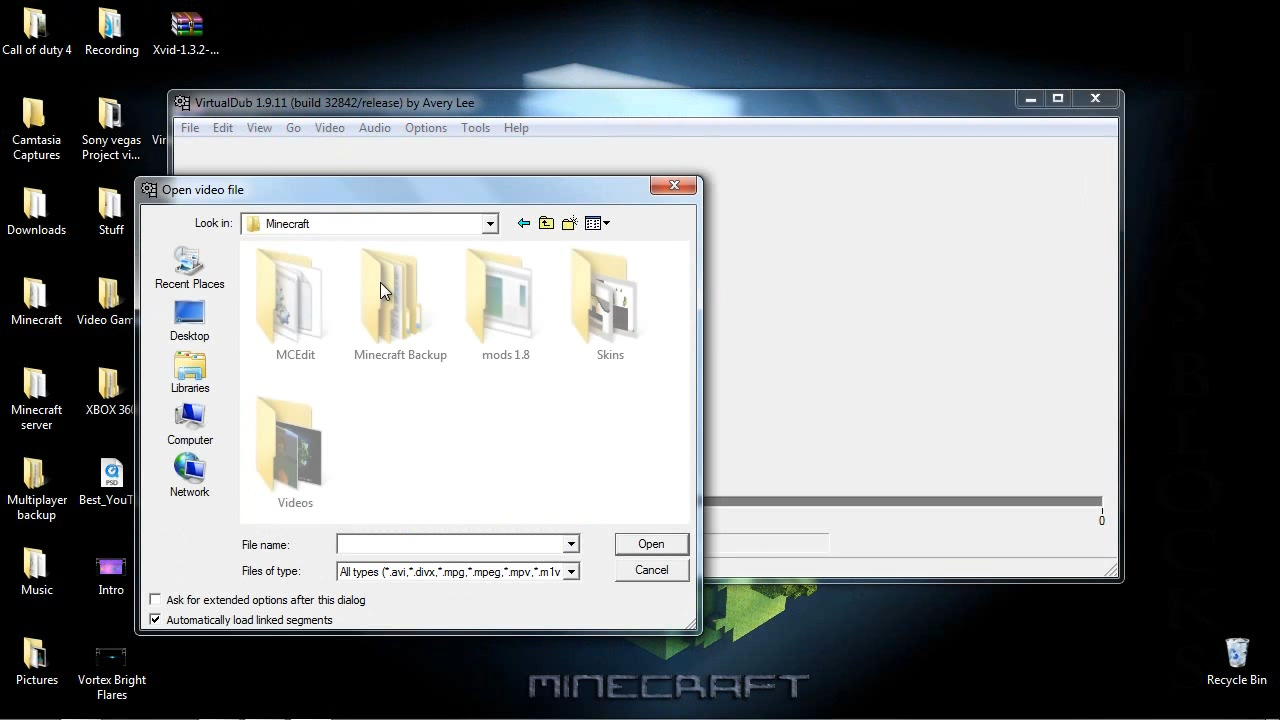 Call of duty 4
Recording
Xvid-1.3.2-...
Camtasia
Captures
Sony vegas
Project vi...
Downloads
Stuff
Minecraft
Minecraft
server
XBOX 360
Multiplayer
backup
Music
Intro
Pictures
Vortex Bright
Flares
VirtualDub 1.9.11 (build 32842/release) by Avery Lee
File Edit View Go Video Audio Options Tools Help
0
Open video file
Look in:
Minecraft
Recent Places
Desktop
Libraries
Computer
Network
MCEdit
Minecraft Backup
mods 1.8
Skins
Videos
File name:
Open
Files of type:
All types (*.avi,*.divx,*.mpg,*.mpeg,*.mpv,*.m1v
Cancel
Ask for extended options after this dialog
Automatically load linked segments
MINECRAFT
Recycle Bin